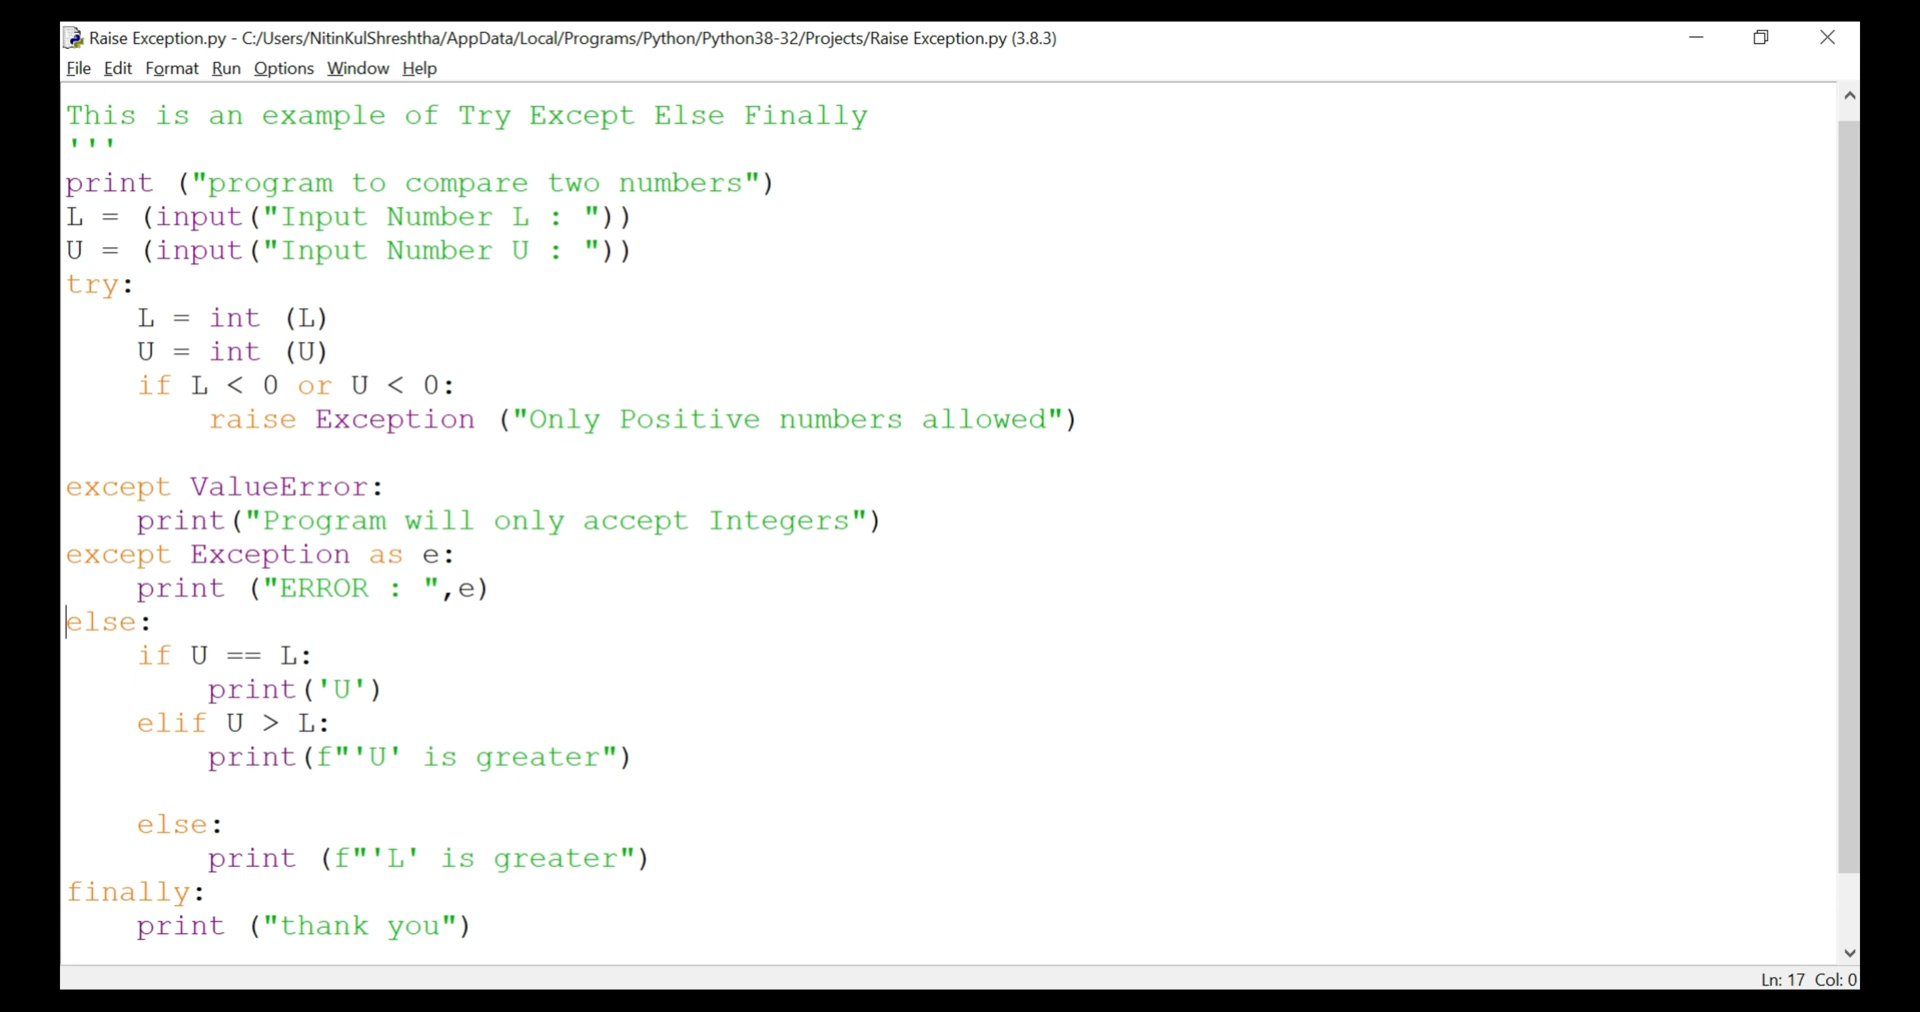 Raise Exception.py - C:/Users/NitinKulShreshtha/AppData/Local/Programs/Python/Python38-32/Projects/Raise Exception.py (3.8.3)
File Edit Format Run Options Window Help
This is an example of Try Except Else Finally
'''
print ("program to compare two numbers")
L = (input("Input Number L : "))
U = (input("Input Number U : "))
try:
    L = int (L)
    U = int (U)
    if L < 0 or U < 0:
        raise Exception ("Only Positive numbers allowed")
except ValueError:
    print("Program will only accept Integers")
except Exception as e:
    print ("ERROR : ",e)
else:
    if U == L:
        print('U')
    elif U > L:
        print(f"'U' is greater")
    else:
        print (f"'L' is greater")
finally:
    print ("thank you")
Ln: 17 Col: 0